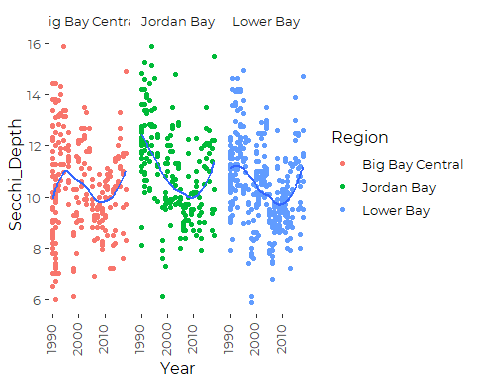 ig Bay Centra Jordan Bay Lower Bay
16
14
12
10
8
6
Secchi_Depth
1990 2000 2010 1990 2000 2010 1990 2000 2010
Year
Region
Big Bay Central
Jordan Bay
Lower Bay